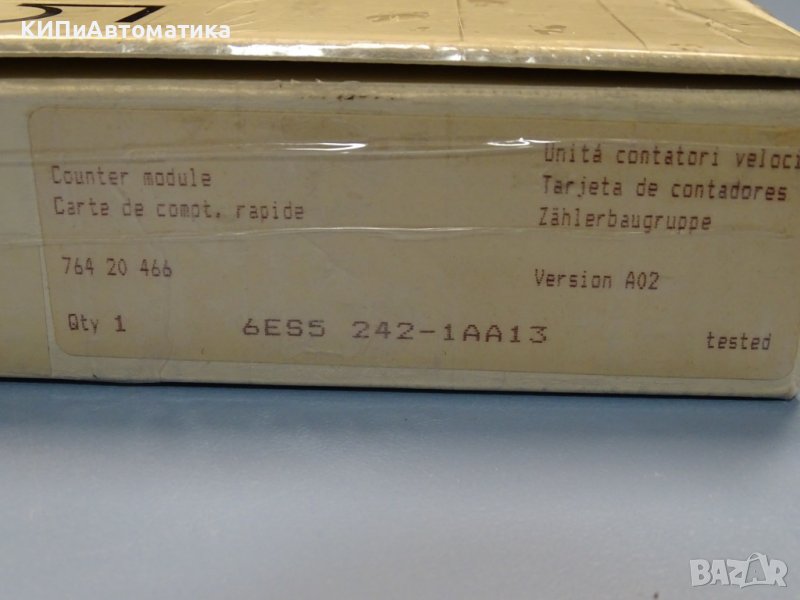 КИПиАвтоматика
Counter module
Carte de compt. rapide
764 20 466
Qty 1
6ES5 242-1AA13
Unitá contatori veloci
Tarjeta de contadores
Zählerbaugruppe
Version A02
tested
BAZAR